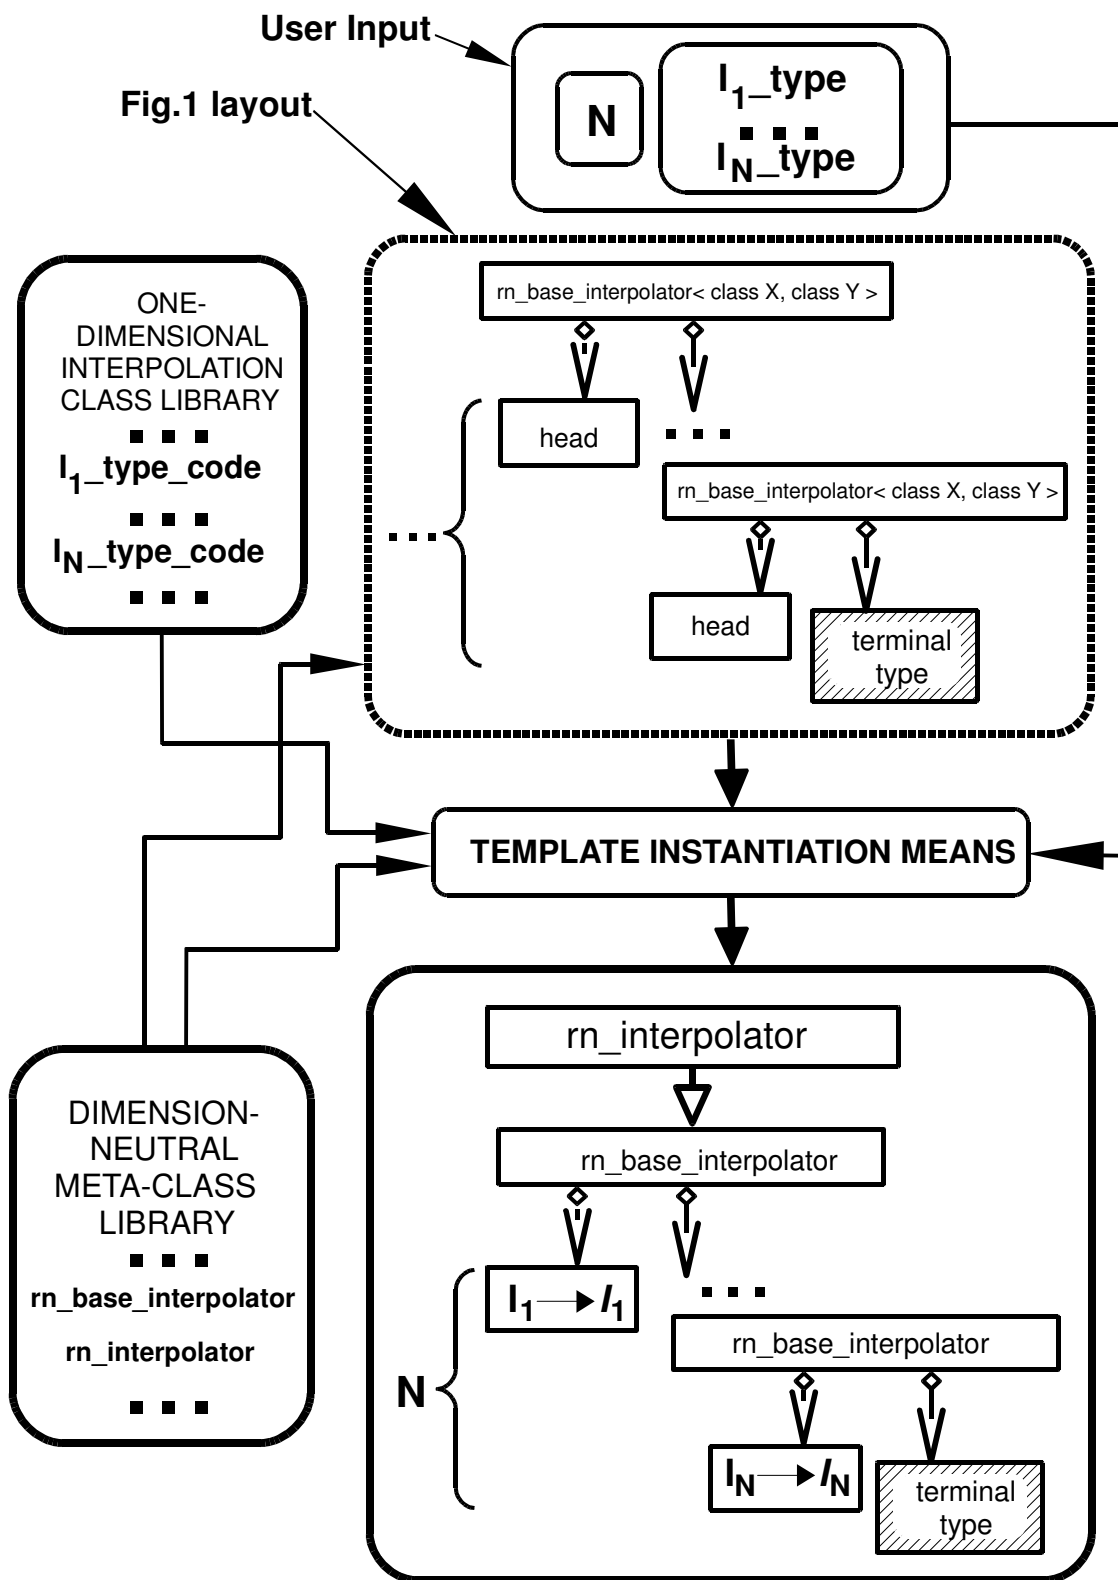 User Input
N
I1_type
...
IN_type
Fig.1 layout
rn_base_interpolator< class X, class Y >
head
...
rn_base_interpolator< class X, class Y >
...
head
terminal
type
ONE-
DIMENSIONAL
INTERPOLATION
CLASS LIBRARY
...
I1_type_code
...
IN_type_code
...
TEMPLATE INSTANTIATION MEANS
DIMENSION-
NEUTRAL
META-CLASS
LIBRARY
...
rn_base_interpolator
rn_interpolator
...
rn_interpolator
rn_base_interpolator
I1 → I1
...
rn_base_interpolator
N
IN → IN
terminal
type